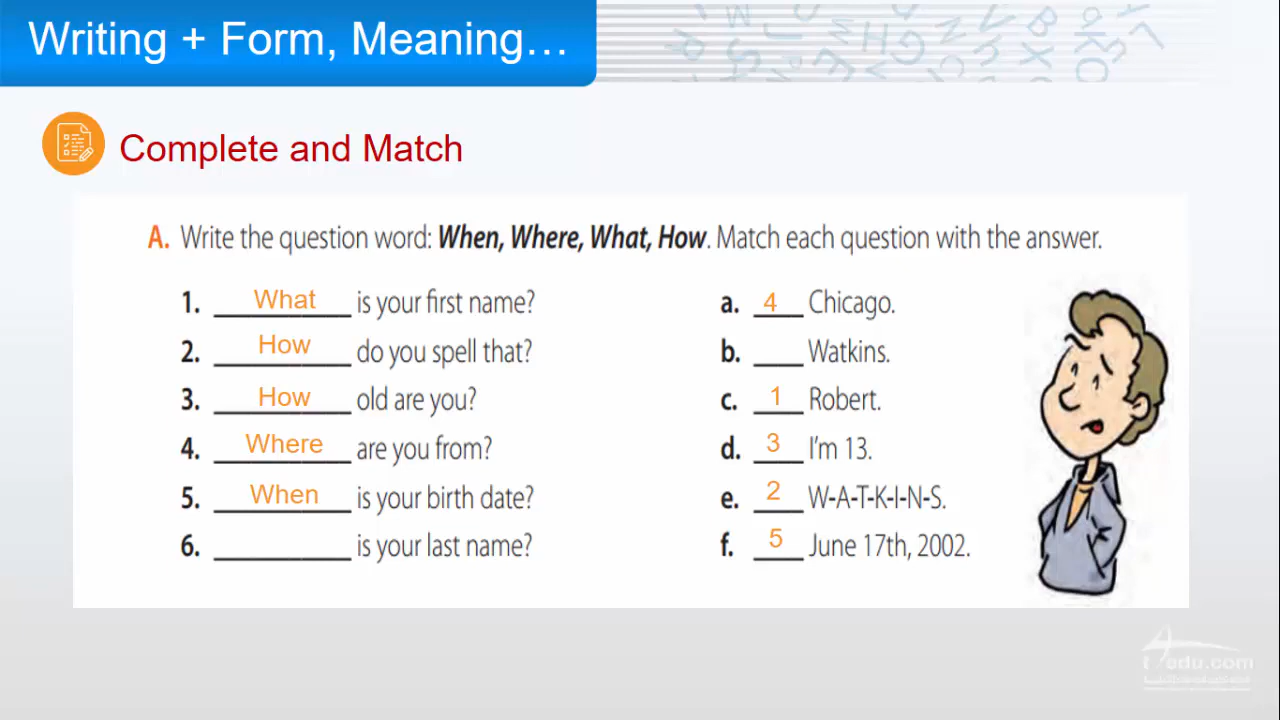 Writing + Form, Meaning...
Complete and Match
A. Write the question word: When, Where, What, How. Match each question with the answer.
1. What is your first name?
2. How do you spell that?
3. How old are you?
4. Where are you from?
5. When is your birth date?
6. ____________ is your last name?
a. 4 Chicago.
b. ____ Watkins.
c. 1 Robert.
d. 3 I'm 13.
e. 2 W-A-T-K-I-N-S.
f. 5 June 17th, 2002.